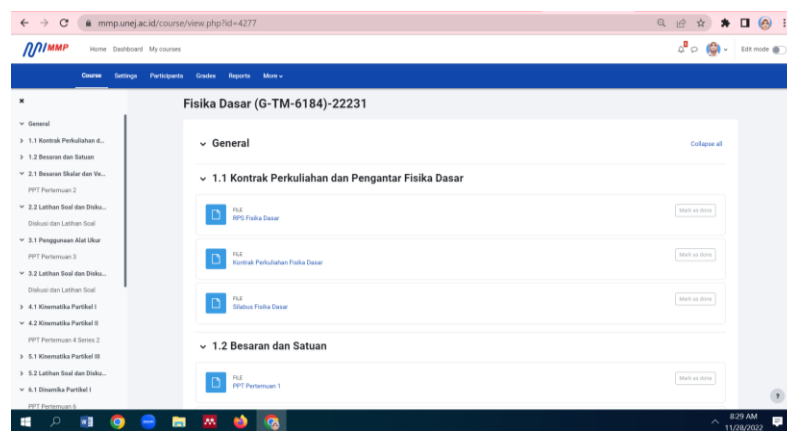 mmp.unej.ac.id/course/view.php?id=4277
MMP
Home Dashboard My courses
Edit mode
Course Settings Participants Grades Reports More
Fisika Dasar (G-TM-6184)-22231
General
1.1 Kontrak Perkuliahan d...
1.2 Besaran dan Satuan
2.1 Besaran Skalar dan Ve...
PPT Pertemuan 2
2.2 Latihan Soal dan Disku...
Diskusi dan Latihan Soal
3.1 Penggunaan Alat Ukur
PPT Pertemuan 3
3.2 Latihan Soal dan Disku...
Diskusi dan Latihan Soal
4.1 Kinematika Partikel I
4.2 Kinematika Partikel II
PPT Pertemuan 4 Series 2
5.1 Kinematika Partikel III
5.2 Latihan Soal dan Disku...
6.1 Dinamika Partikel I
PPT Pertemuan 6
General
Collapse all
1.1 Kontrak Perkuliahan dan Pengantar Fisika Dasar
FILE
RPS Fisika Dasar
Mark as done
FILE
Kontrak Perkuliahan Fisika Dasar
Mark as done
FILE
Silabus Fisika Dasar
Mark as done
1.2 Besaran dan Satuan
FILE
PPT Pertemuan 1
Mark as done
?
8:29 AM
11/28/2022